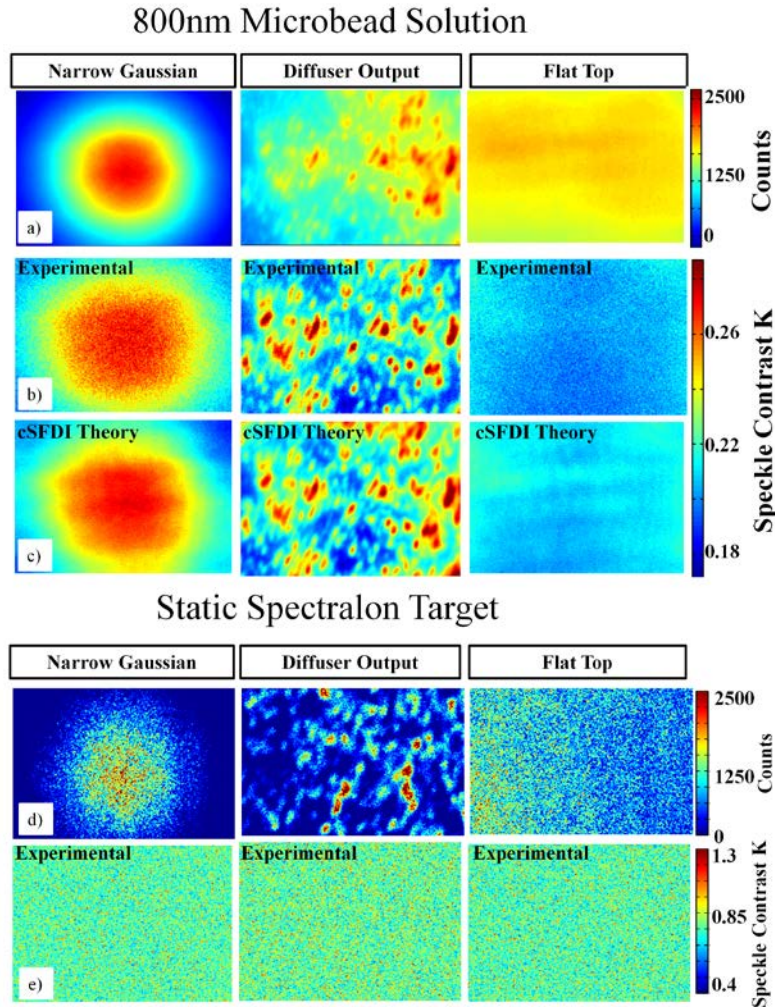 800nm Microbead Solution
Narrow Gaussian
Diffuser Output
Flat Top
a)
2500
1250
0
Counts
Experimental
Experimental
Experimental
b)
cSFDI Theory
cSFDI Theory
cSFDI Theory
c)
0.26
0.22
0.18
Speckle Contrast K
Static Spectralon Target
Narrow Gaussian
Diffuser Output
Flat Top
d)
2500
1250
0
Counts
Experimental
Experimental
Experimental
e)
1.3
0.85
0.4
Speckle Contrast K